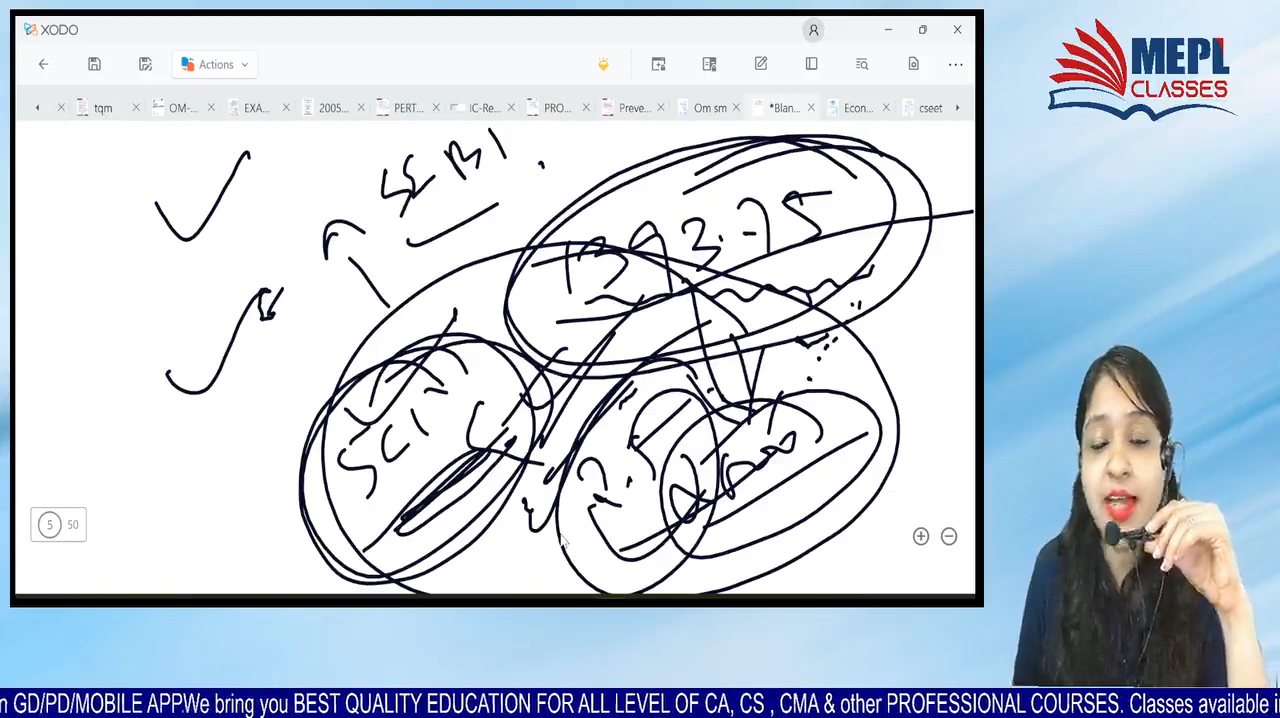 XODO
Actions
tqm
OM-...
EXA...
2005...
PERT...
IC-Re...
PRO...
Preve...
Om sm
*Blan...
Econ...
cseet
MEPL
CLASSES
SEBI.
1393.75
5 50
n GD/PD/MOBILE APPWe bring you BEST QUALITY EDUCATION FOR ALL LEVEL OF CA, CS , CMA & other PROFESSIONAL COURSES. Classes available i